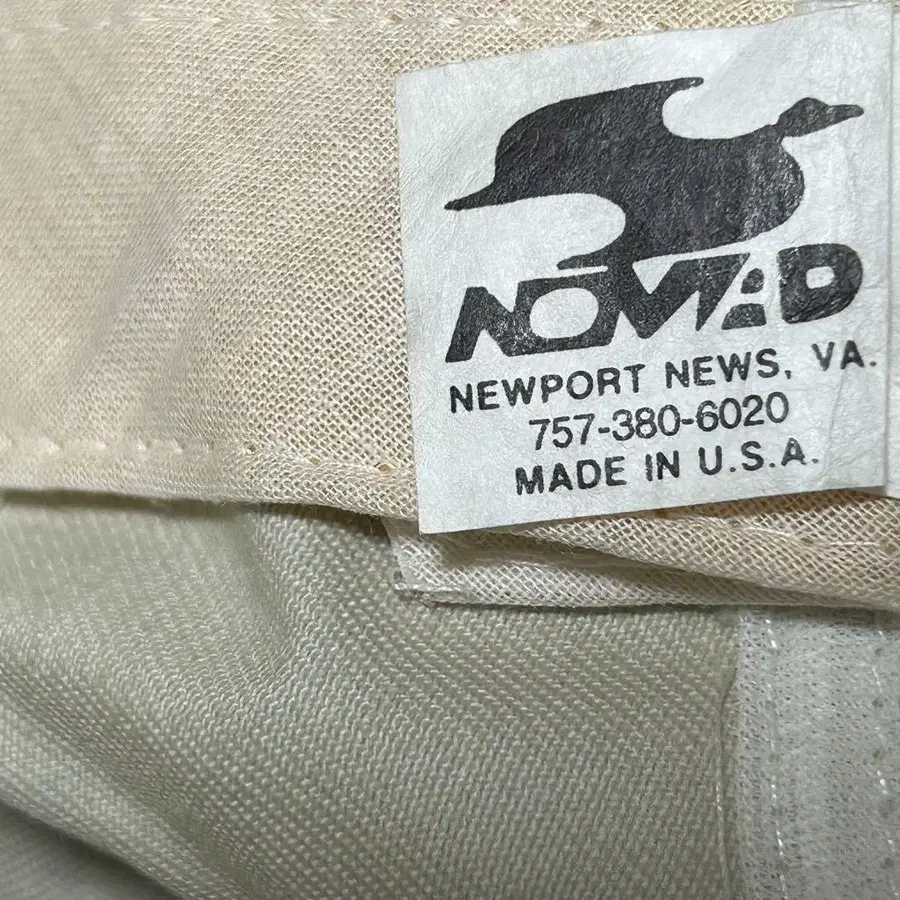 NOMAD
NEWPORT NEWS, VA.
757-380-6020
MADE IN U.S.A.